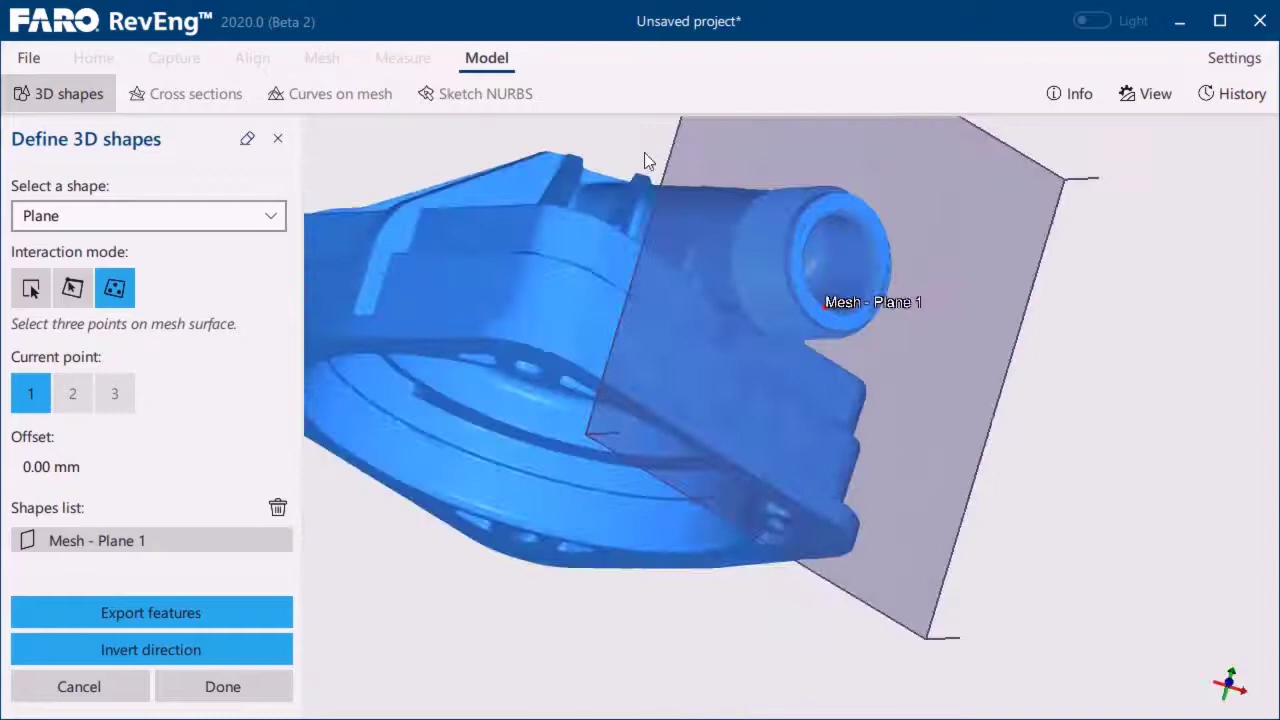 FARO RevEng™ 2020.0 (Beta 2) Unsaved project* Light
File Home Capture Align Mesh Measure Model Settings
3D shapes Cross sections Curves on mesh Sketch NURBS Info View History
Define 3D shapes
Select a shape:
Plane
Interaction mode:
Select three points on mesh surface.
Current point:
1 2 3
Offset:
0.00 mm
Shapes list:
Mesh - Plane 1
Export features
Invert direction
Cancel Done
Mesh - Plane 1